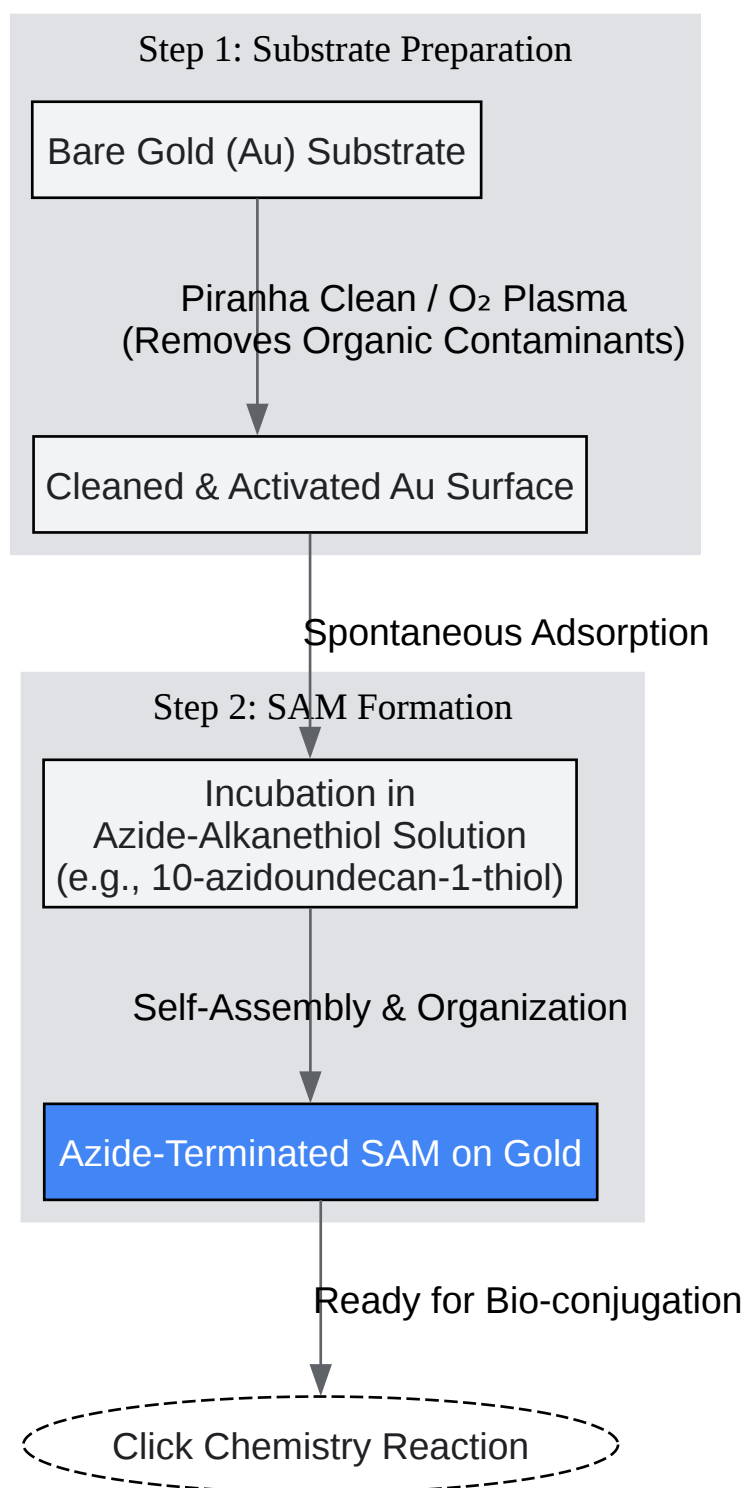 Step 1: Substrate Preparation
Bare Gold (Au) Substrate
Piranha Clean / O₂ Plasma
(Removes Organic Contaminants)
Cleaned & Activated Au Surface
Spontaneous Adsorption
Step 2: SAM Formation
Incubation in
Azide-Alkanethiol Solution
(e.g., 10-azidoundecan-1-thiol)
Self-Assembly & Organization
Azide-Terminated SAM on Gold
Ready for Bio-conjugation
Click Chemistry Reaction